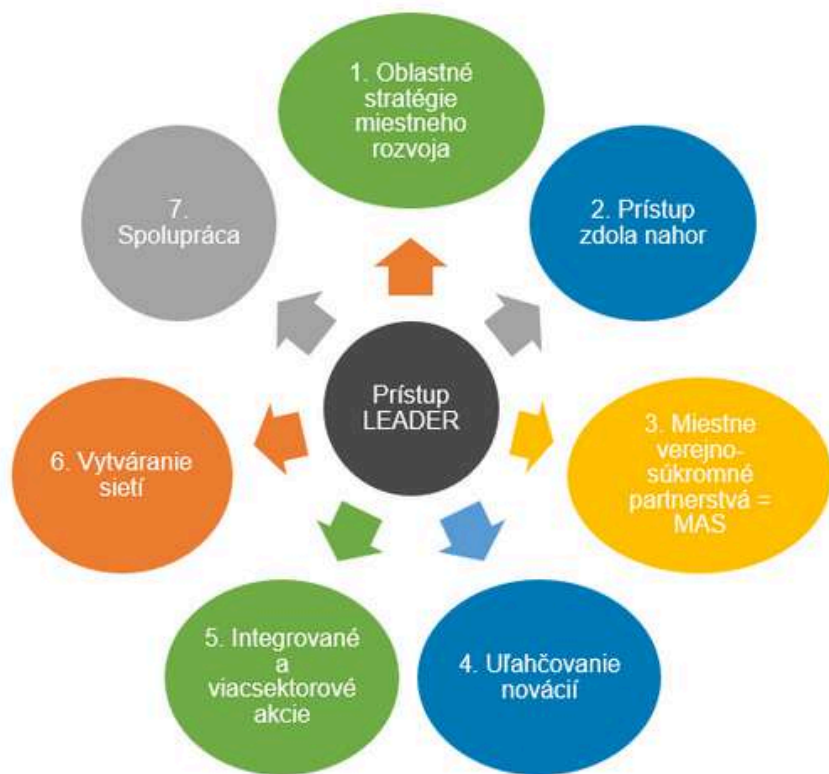 1. Oblastné
stratégie
miestneho
rozvoja
2. Prístup
zdola nahor
3. Miestne
verejno-
súkromné
partnerstvá =
MAS
4. Uľahčovanie
novácií
5. Integrované
a
viacsektorové
akcie
6. Vytváranie
sietí
7.
Spolupráca
Prístup
LEADER